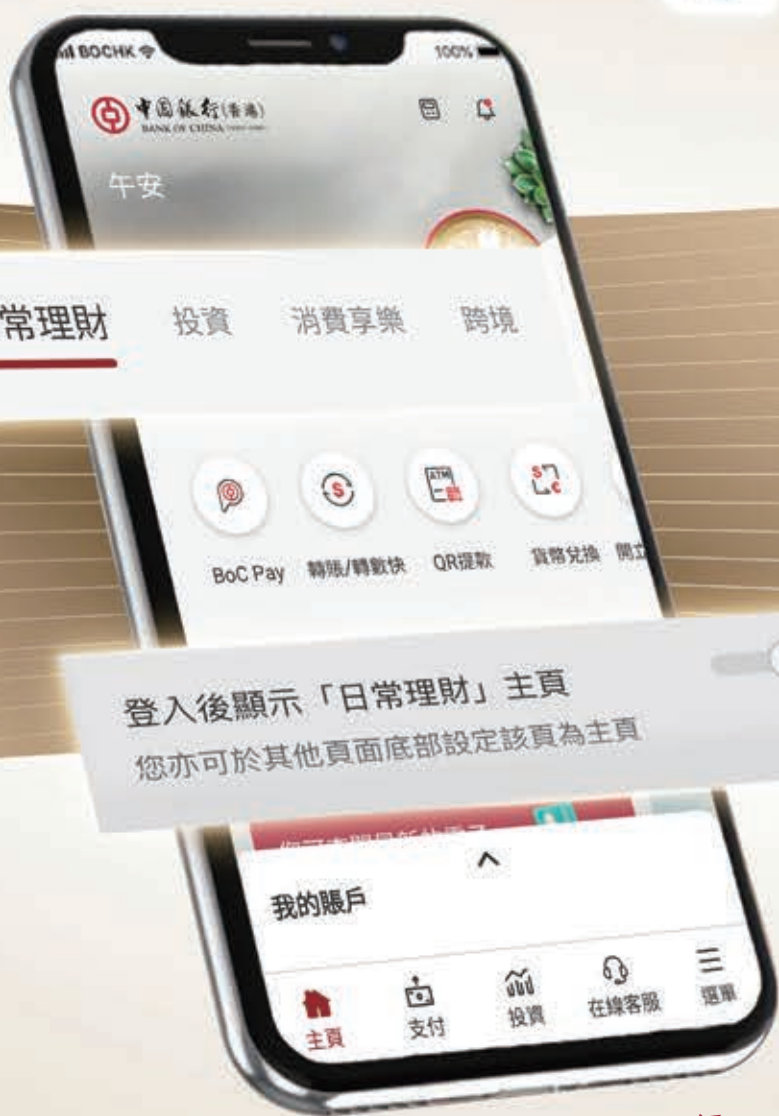 BOCHK
100%
中国银行(香港)
BANK OF CHINA
午安
常理財 投資 消費享樂 跨境
BoC Pay 轉賬/轉數快 QR提款 貨幣兌換 開立
登入後顯示「日常理財」主頁
您亦可於其他頁面底部設定該頁為主頁
我的賬戶
主頁 支付 投資 在線客服 選單